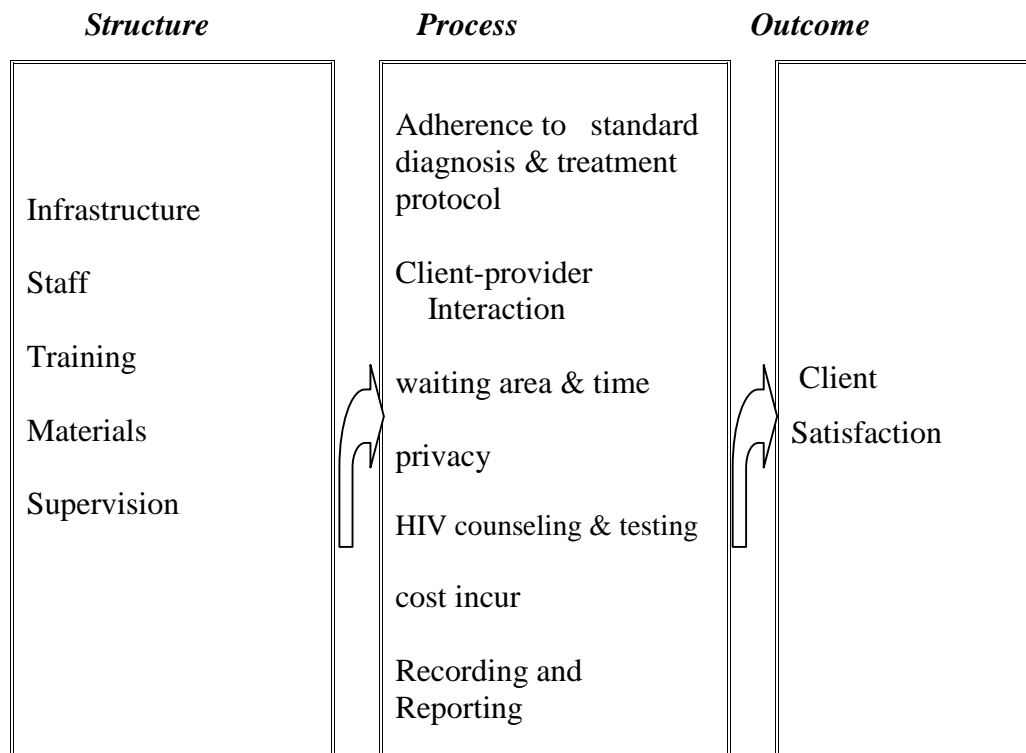 Structure
Process
Outcome
Infrastructure
Staff
Training
Materials
Supervision
Adherence to standard
diagnosis & treatment
protocol
Client-provider
Interaction
waiting area & time
privacy
HIV counseling & testing
cost incur
Recording and
Reporting
Client
Satisfaction